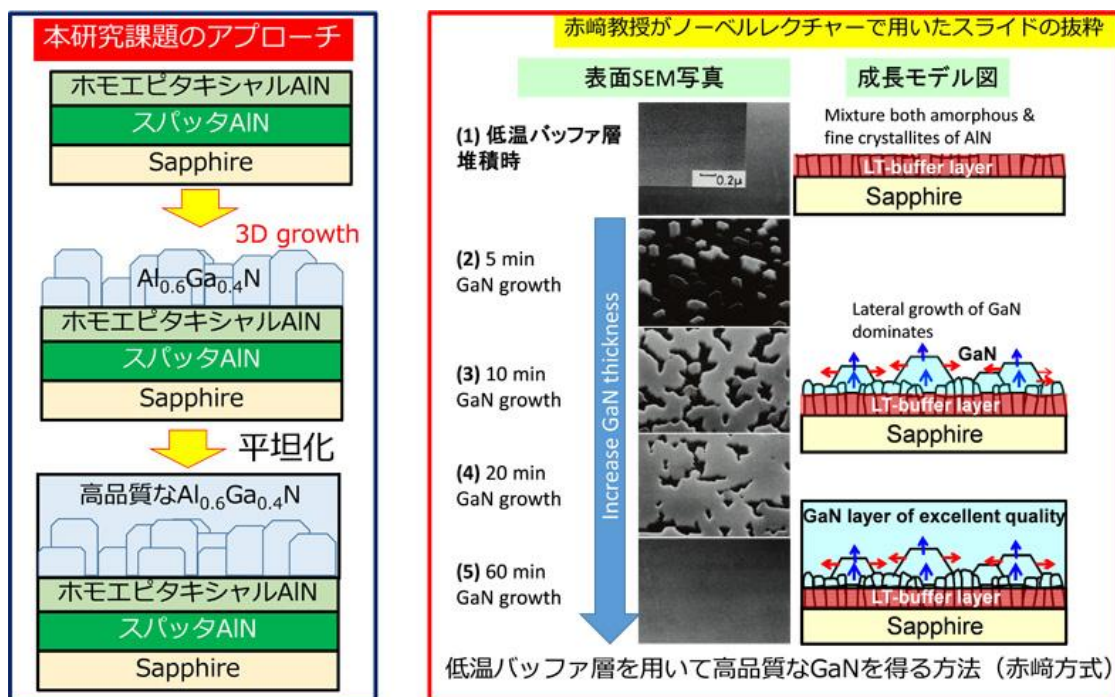 本研究課題のアプローチ
ホモエピタキシャルAlN
スパッタAlN
Sapphire
3D growth
Al0.6Ga0.4N
ホモエピタキシャルAlN
スパッタAlN
Sapphire
平坦化
高品質なAl0.6Ga0.4N
ホモエピタキシャルAlN
スパッタAlN
Sapphire
赤﨑教授がノーベルレクチャーで用いたスライドの抜粋
表面SEM写真
成長モデル図
(1) 低温バッファ層
堆積時
0.2μ
Mixture both amorphous &
fine crystallites of AlN
LT-buffer layer
Sapphire
Increase GaN thickness
(2) 5 min
GaN growth
(3) 10 min
GaN growth
Lateral growth of GaN
dominates
GaN
LT-buffer layer
Sapphire
(4) 20 min
GaN growth
(5) 60 min
GaN growth
GaN layer of excellent quality
LT-buffer layer
Sapphire
低温バッファ層を用いて高品質なGaNを得る方法（赤﨑方式）